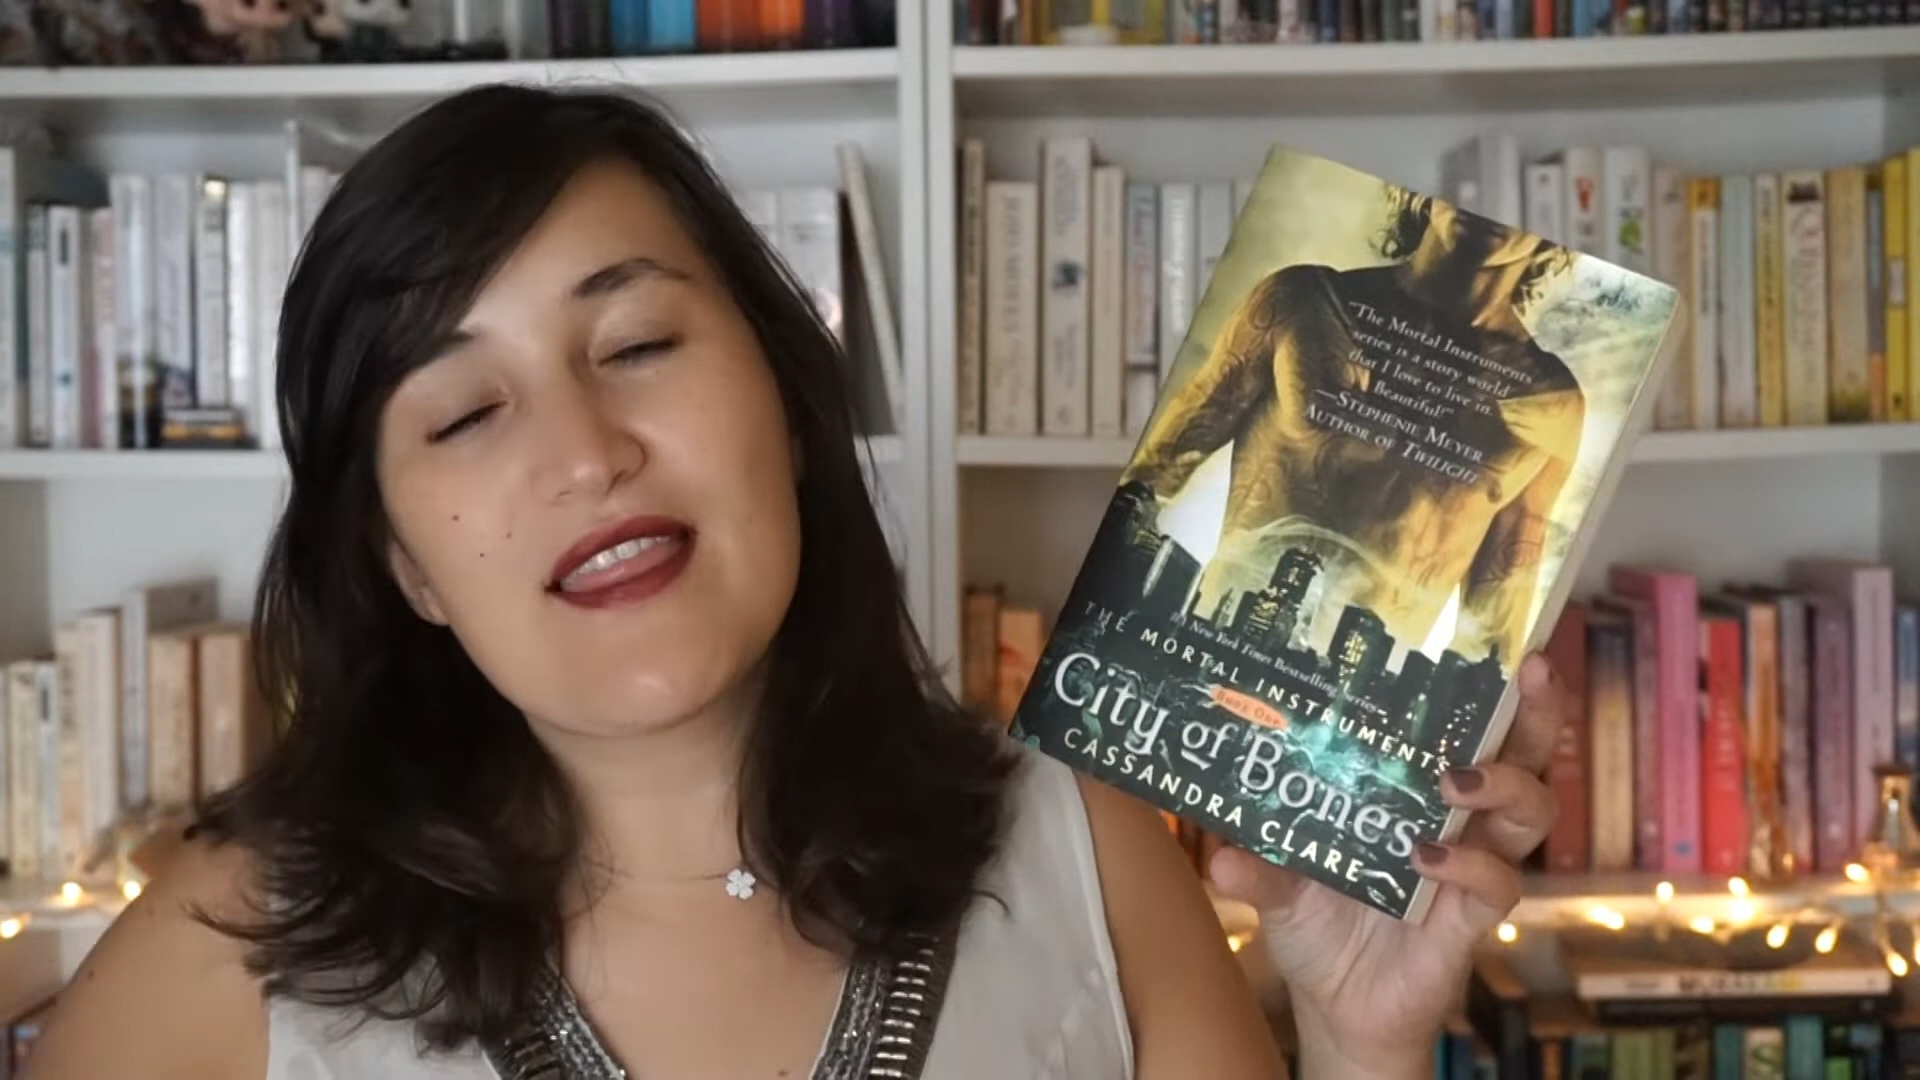 "The Mortal Instruments
series is a story world
that I love to live in.
Beautiful!"
—STEPHENIE MEYER,
AUTHOR OF TWILIGHT
#1 New York Times Bestselling Series
THE MORTAL INSTRUMENTS
BOOK ONE
City of Bones
CASSANDRA CLARE